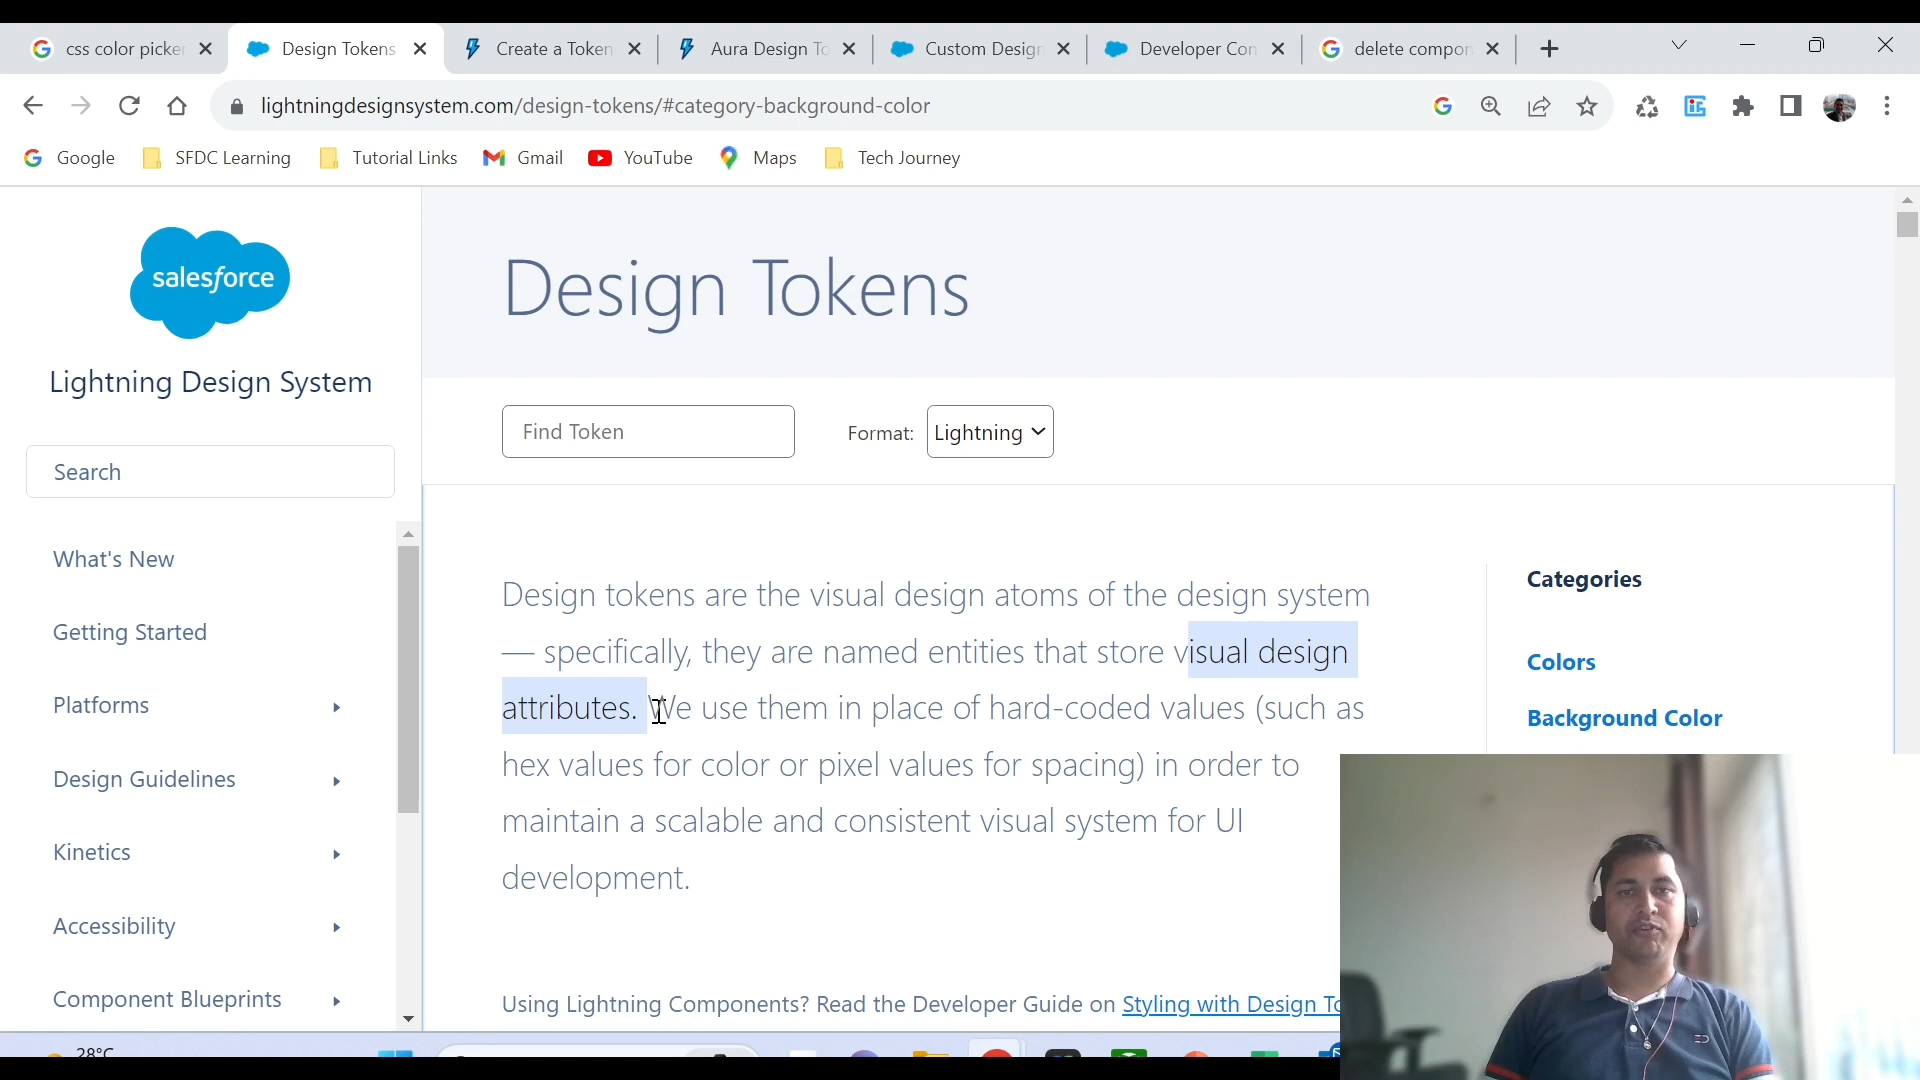 css color picker
Design Tokens
Create a Token
Aura Design To
Custom Design
Developer Con
delete compon
lightningdesignsystem.com/design-tokens/#category-background-color
Google
SFDC Learning
Tutorial Links
Gmail
YouTube
Maps
Tech Journey
salesforce
Lightning Design System
Search
What's New
Getting Started
Platforms
Design Guidelines
Kinetics
Accessibility
Component Blueprints
Design Tokens
Find Token
Format: Lightning
Design tokens are the visual design atoms of the design system
— specifically, they are named entities that store visual design
attributes. We use them in place of hard-coded values (such as
hex values for color or pixel values for spacing) in order to
maintain a scalable and consistent visual system for UI
development.
Using Lightning Components? Read the Developer Guide on Styling with Design To
Categories
Colors
Background Color
28°C